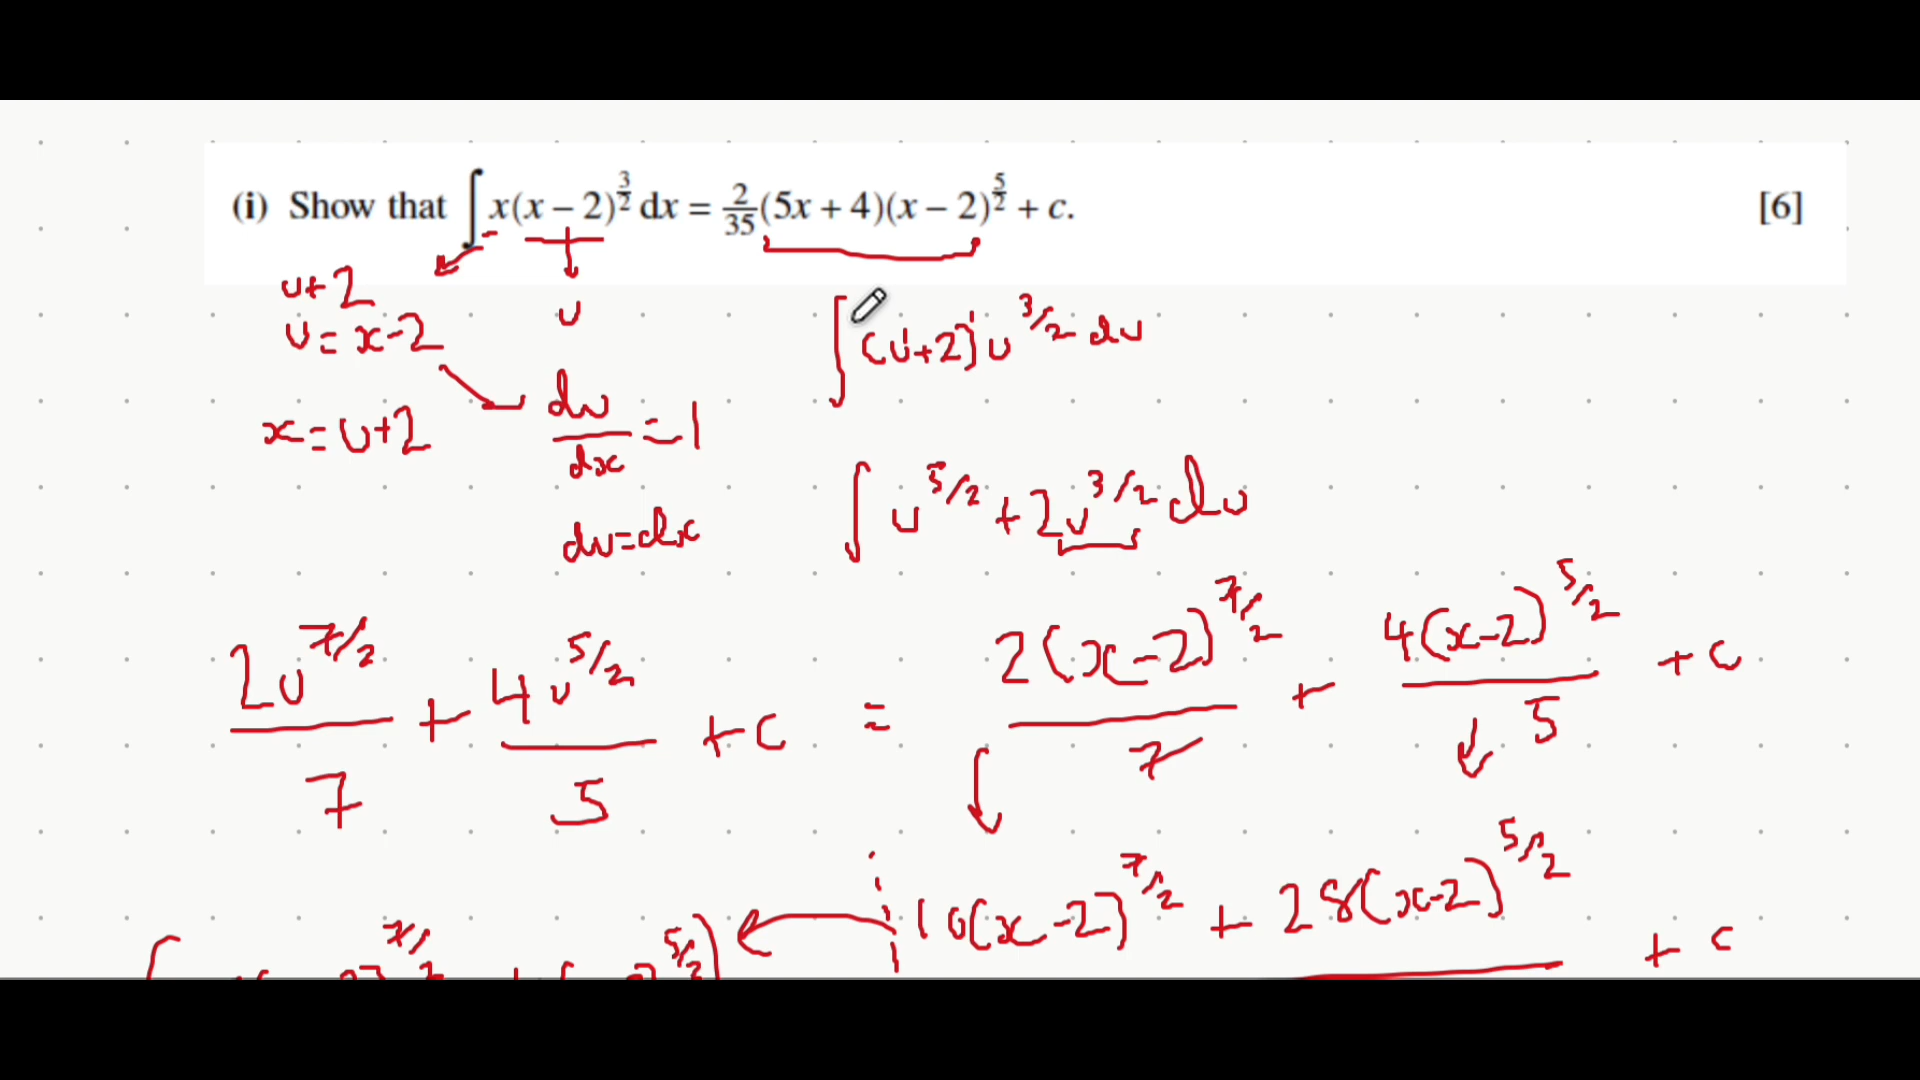 (i) Show that ∫ x(x − 2)^{3/2} dx = 2/35 (5x + 4)(x − 2)^{5/2} + c. [6]
u+2
u = x-2
u
x = u+2
du/dx = 1
du = dx
∫ (u+2) u^{3/2} du
∫ u^{5/2} + 2u^{3/2} du
2u^{7/2}/7 + 4u^{5/2}/5 + c = 2(x-2)^{7/2}/7 + 4(x-2)^{5/2}/5 + c
10(x-2)^{7/2} + 28(x-2)^{5/2} + c